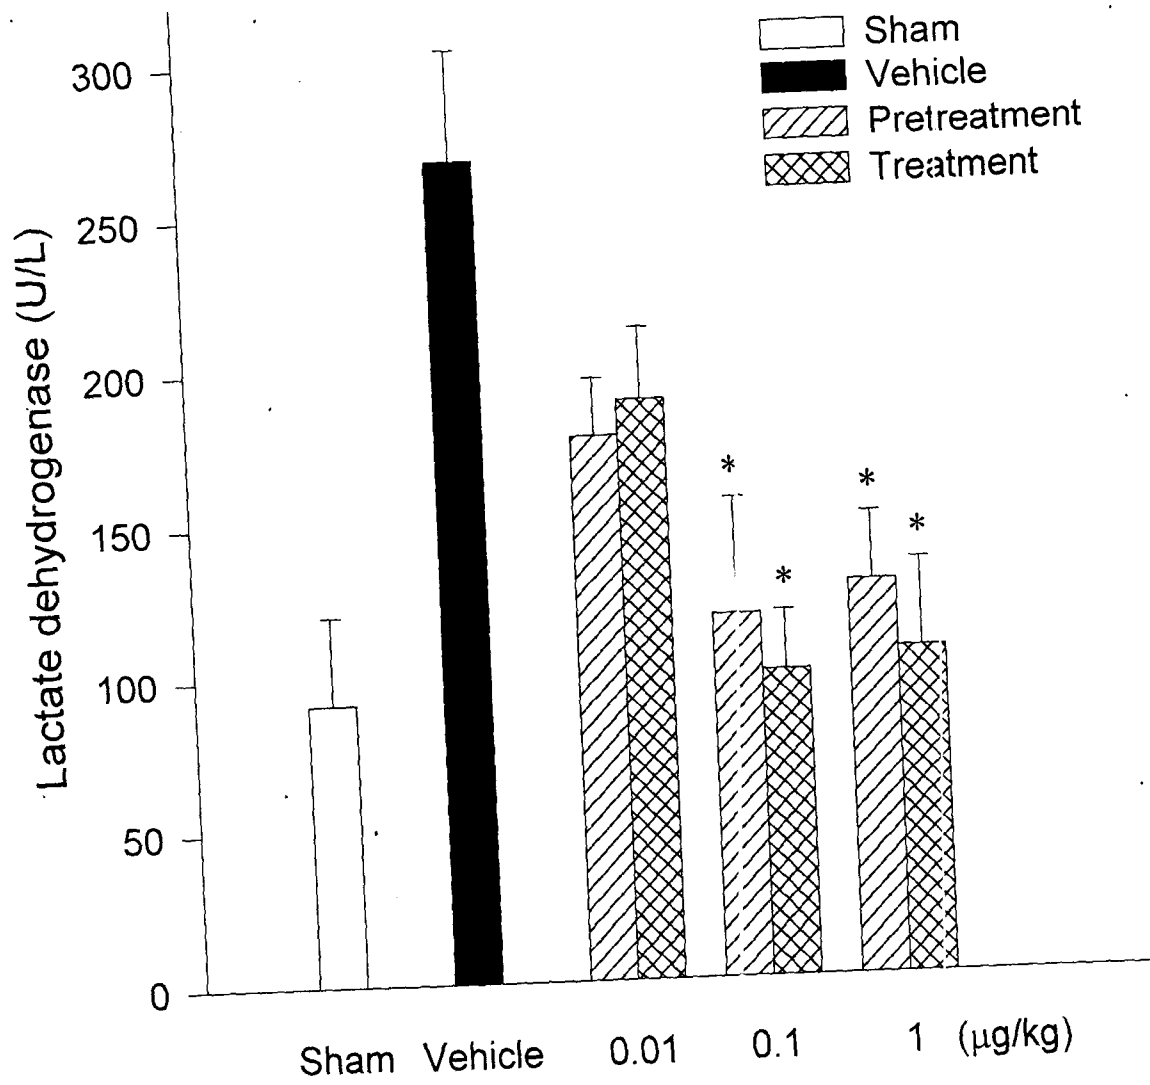 Sham
Vehicle
Pretreatment
Treatment
Lactate dehydrogenase (U/L)
300
250
200
150
100
50
0
*
*
*
*
Sham Vehicle 0.01 0.1 1 (μg/kg)